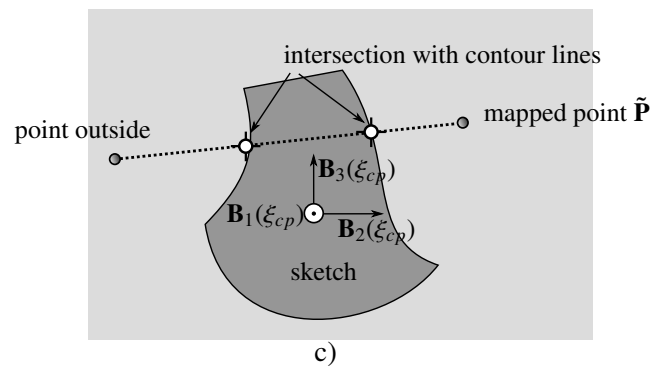 intersection with contour lines
mapped point P̃
point outside
B₃(ξcp)
B₁(ξcp)
B₂(ξcp)
sketch
c)